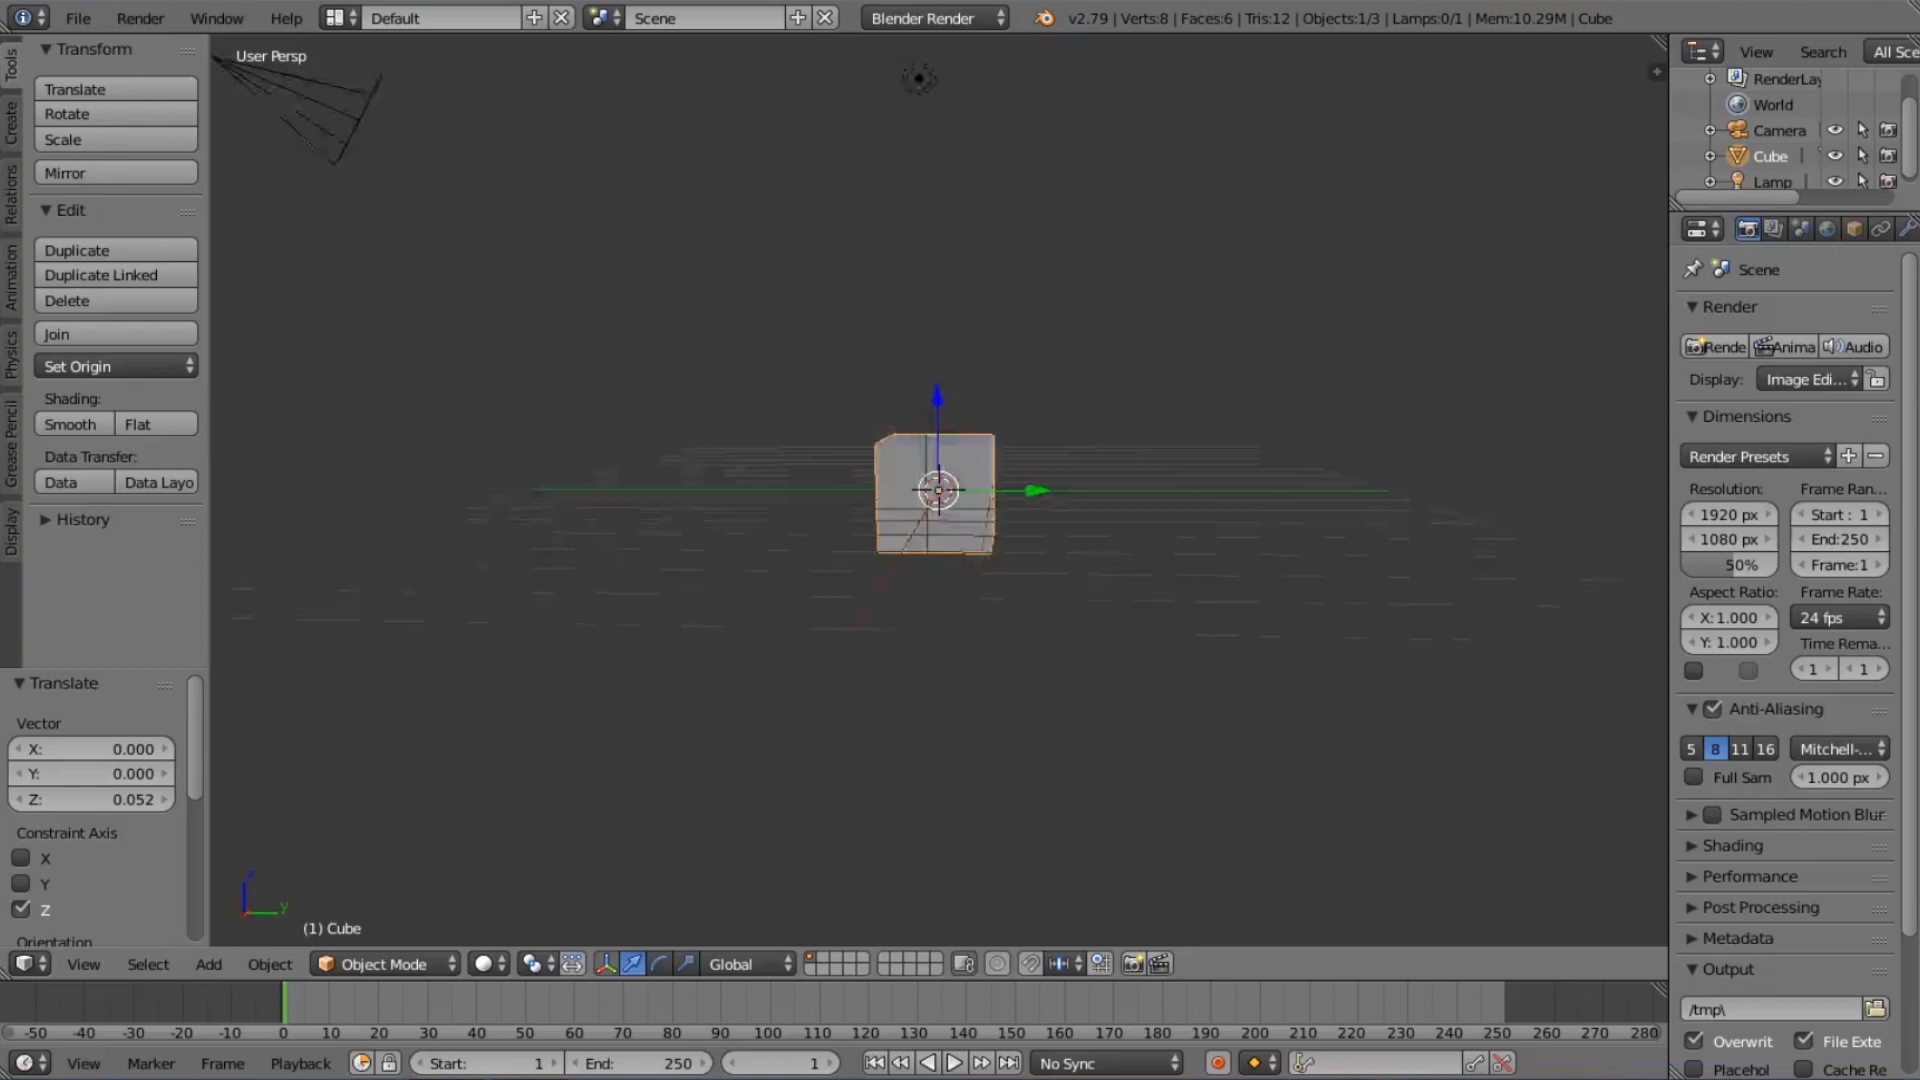 File Render Window Help Default Scene Blender Render v2.79 | Verts:8 | Faces:6 | Tris:12 | Objects:1/3 | Lamps:0/1 | Mem:10.29M | Cube
Tools
Create
Relations
Animation
Physics
Grease Pencil
Display
Transform
Translate
Rotate
Scale
Mirror
Edit
Duplicate
Duplicate Linked
Delete
Join
Set Origin
Shading:
Smooth Flat
Data Transfer:
Data Data Layo
History
Translate
Vector
X: 0.000
Y: 0.000
Z: 0.052
Constraint Axis
X
Y
Z
Orientation
User Persp
z
y
(1) Cube
View Search All Sce
RenderLay
World
Camera
Cube
Lamp
Scene
Render
Rende Anima Audio
Display: Image Edi...
Dimensions
Render Presets
Resolution: Frame Ran...
1920 px Start : 1
1080 px End:250
50% Frame:1
Aspect Ratio: Frame Rate:
X:1.000 24 fps
Y: 1.000 Time Rema...
1 1
Anti-Aliasing
5 8 11 16 Mitchell-...
Full Sam 1.000 px
Sampled Motion Blur
Shading
Performance
Post Processing
Metadata
Output
/tmp\
Overwrit File Exte
Placehol Cache Re
View Select Add Object Object Mode Global
-50 -40 -30 -20 -10 0 10 20 30 40 50 60 70 80 90 100 110 120 130 140 150 160 170 180 190 200 210 220 230 240 250 260 270 280
View Marker Frame Playback Start: 1 End: 250 1 No Sync